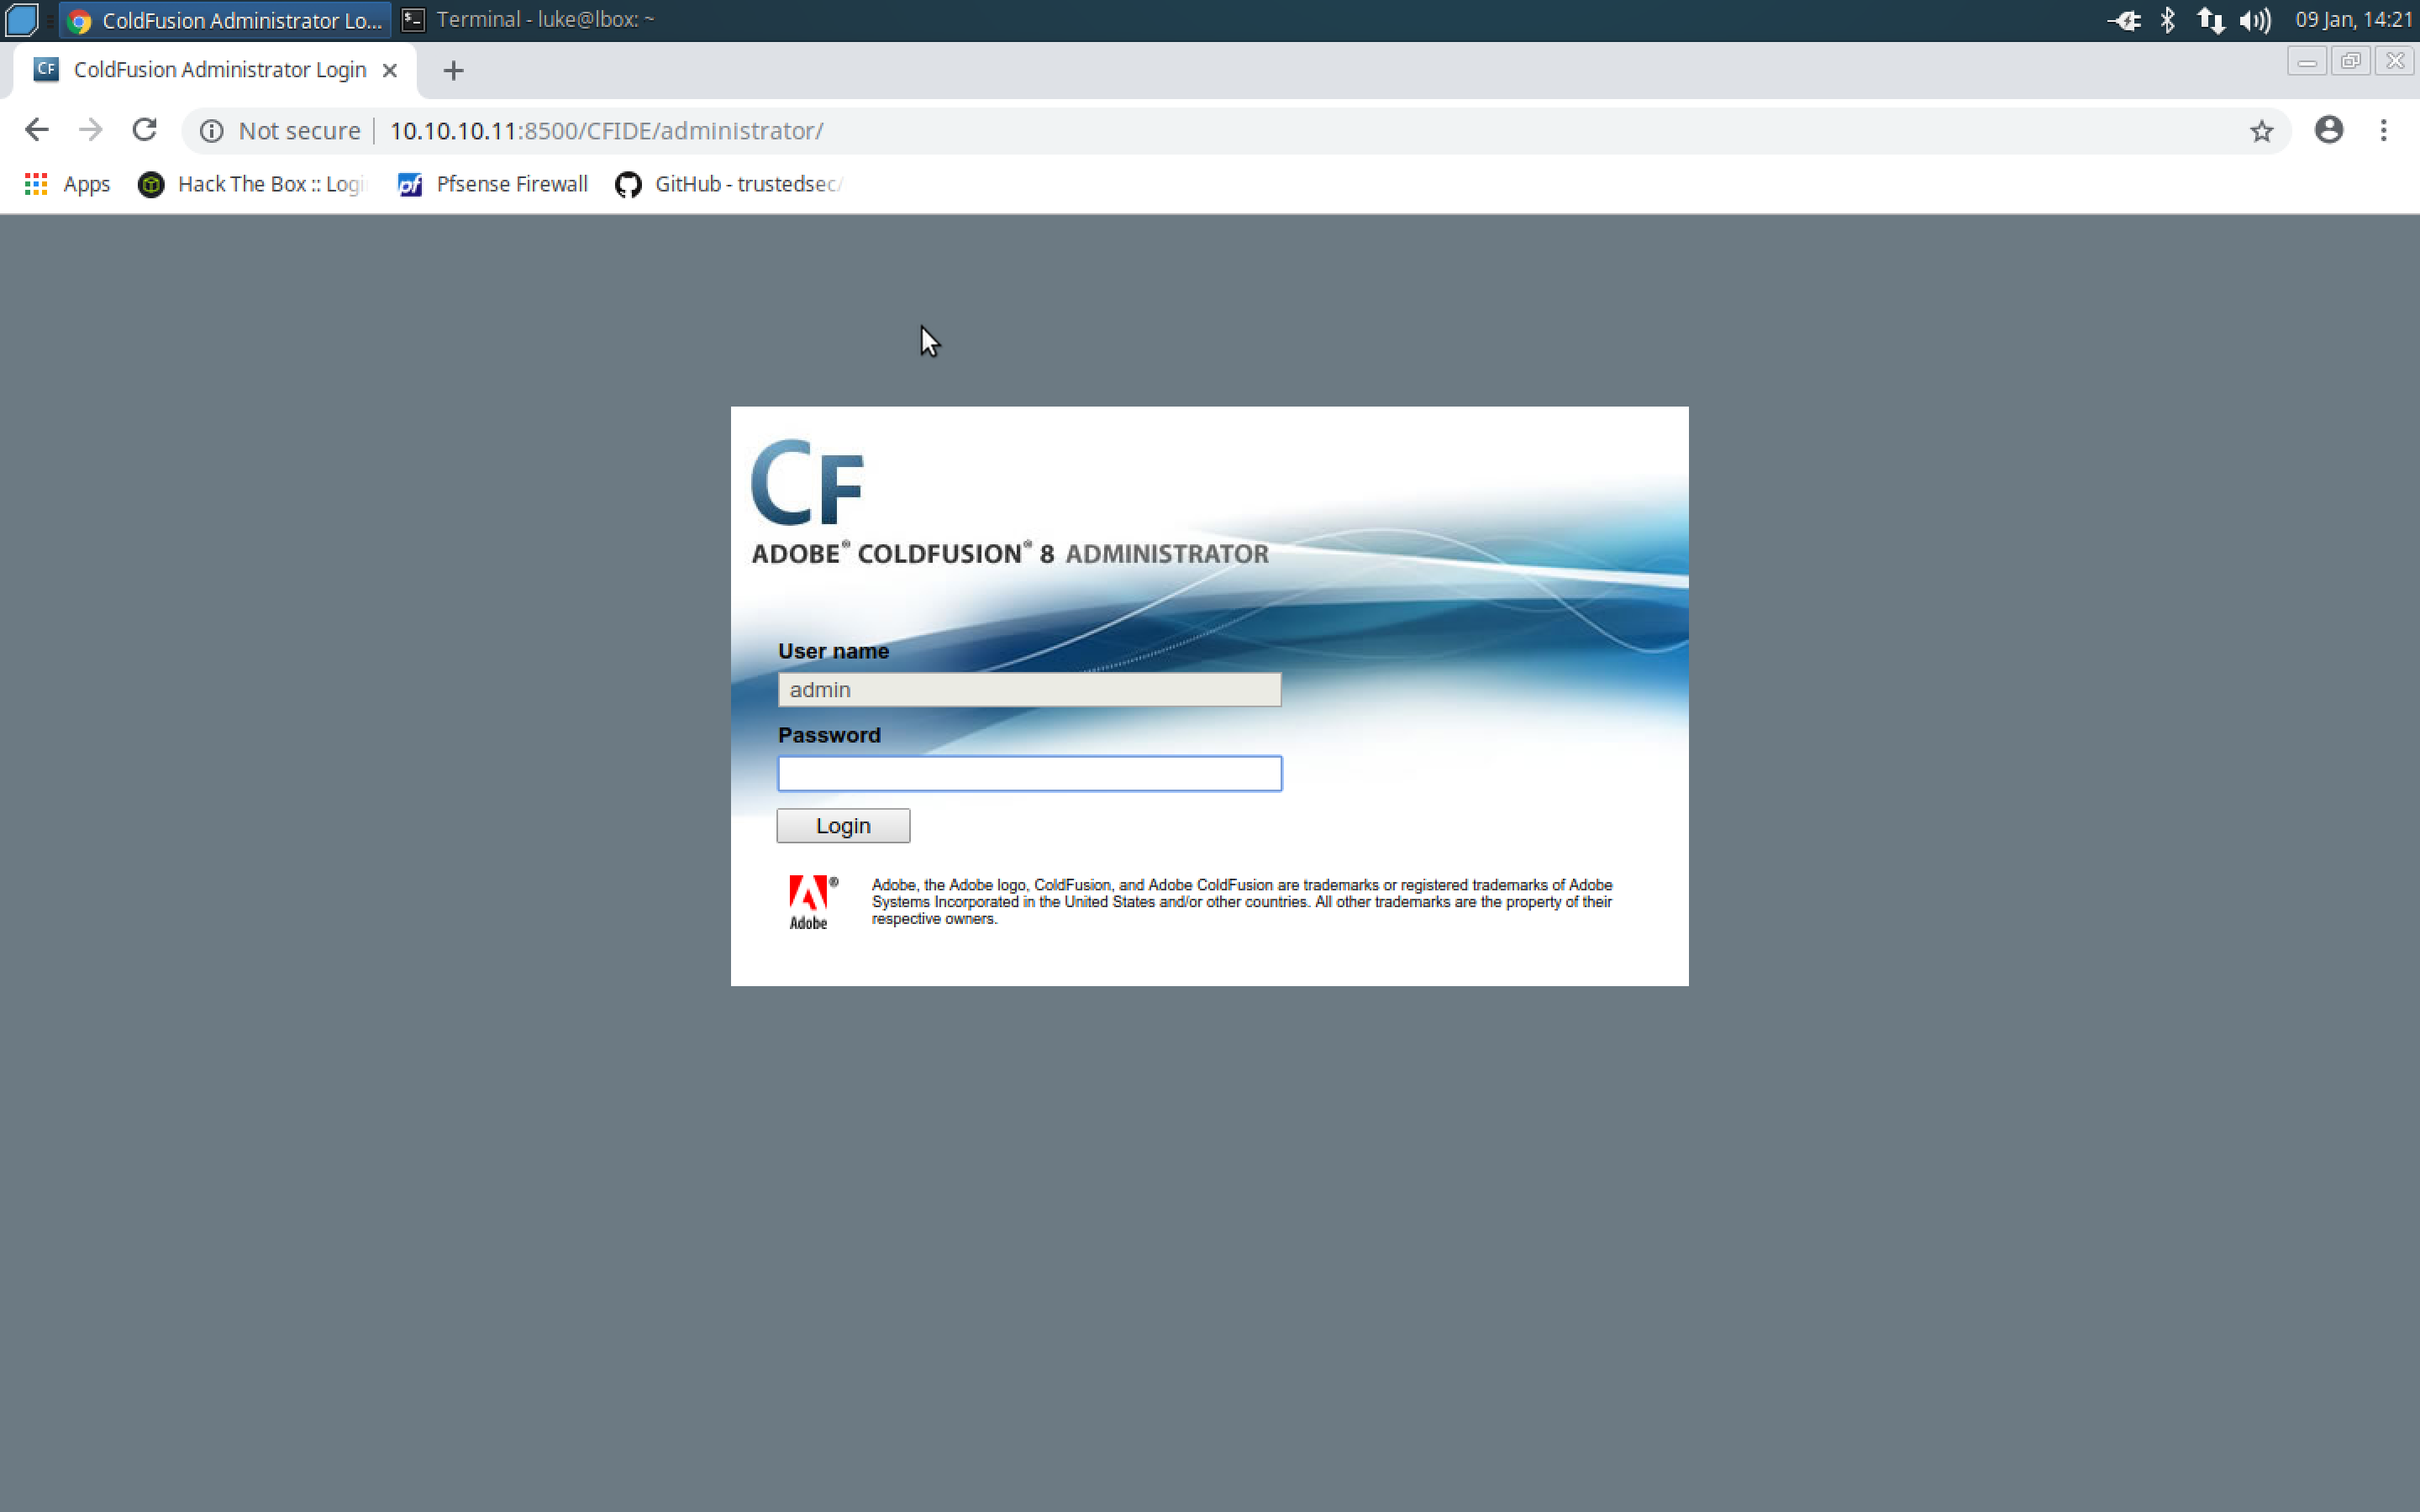 ColdFusion Administrator Lo... Terminal - luke@lbox: ~ 09 Jan, 14:21
CF ColdFusion Administrator Login
Not secure 10.10.10.11:8500/CFIDE/administrator/
Apps Hack The Box :: Logi pf Pfsense Firewall GitHub - trustedsec/
CF
ADOBE® COLDFUSION® 8 ADMINISTRATOR
User name
admin
Password
Login
Adobe, the Adobe logo, ColdFusion, and Adobe ColdFusion are trademarks or registered trademarks of Adobe
Systems Incorporated in the United States and/or other countries. All other trademarks are the property of their
respective owners.
® Adobe